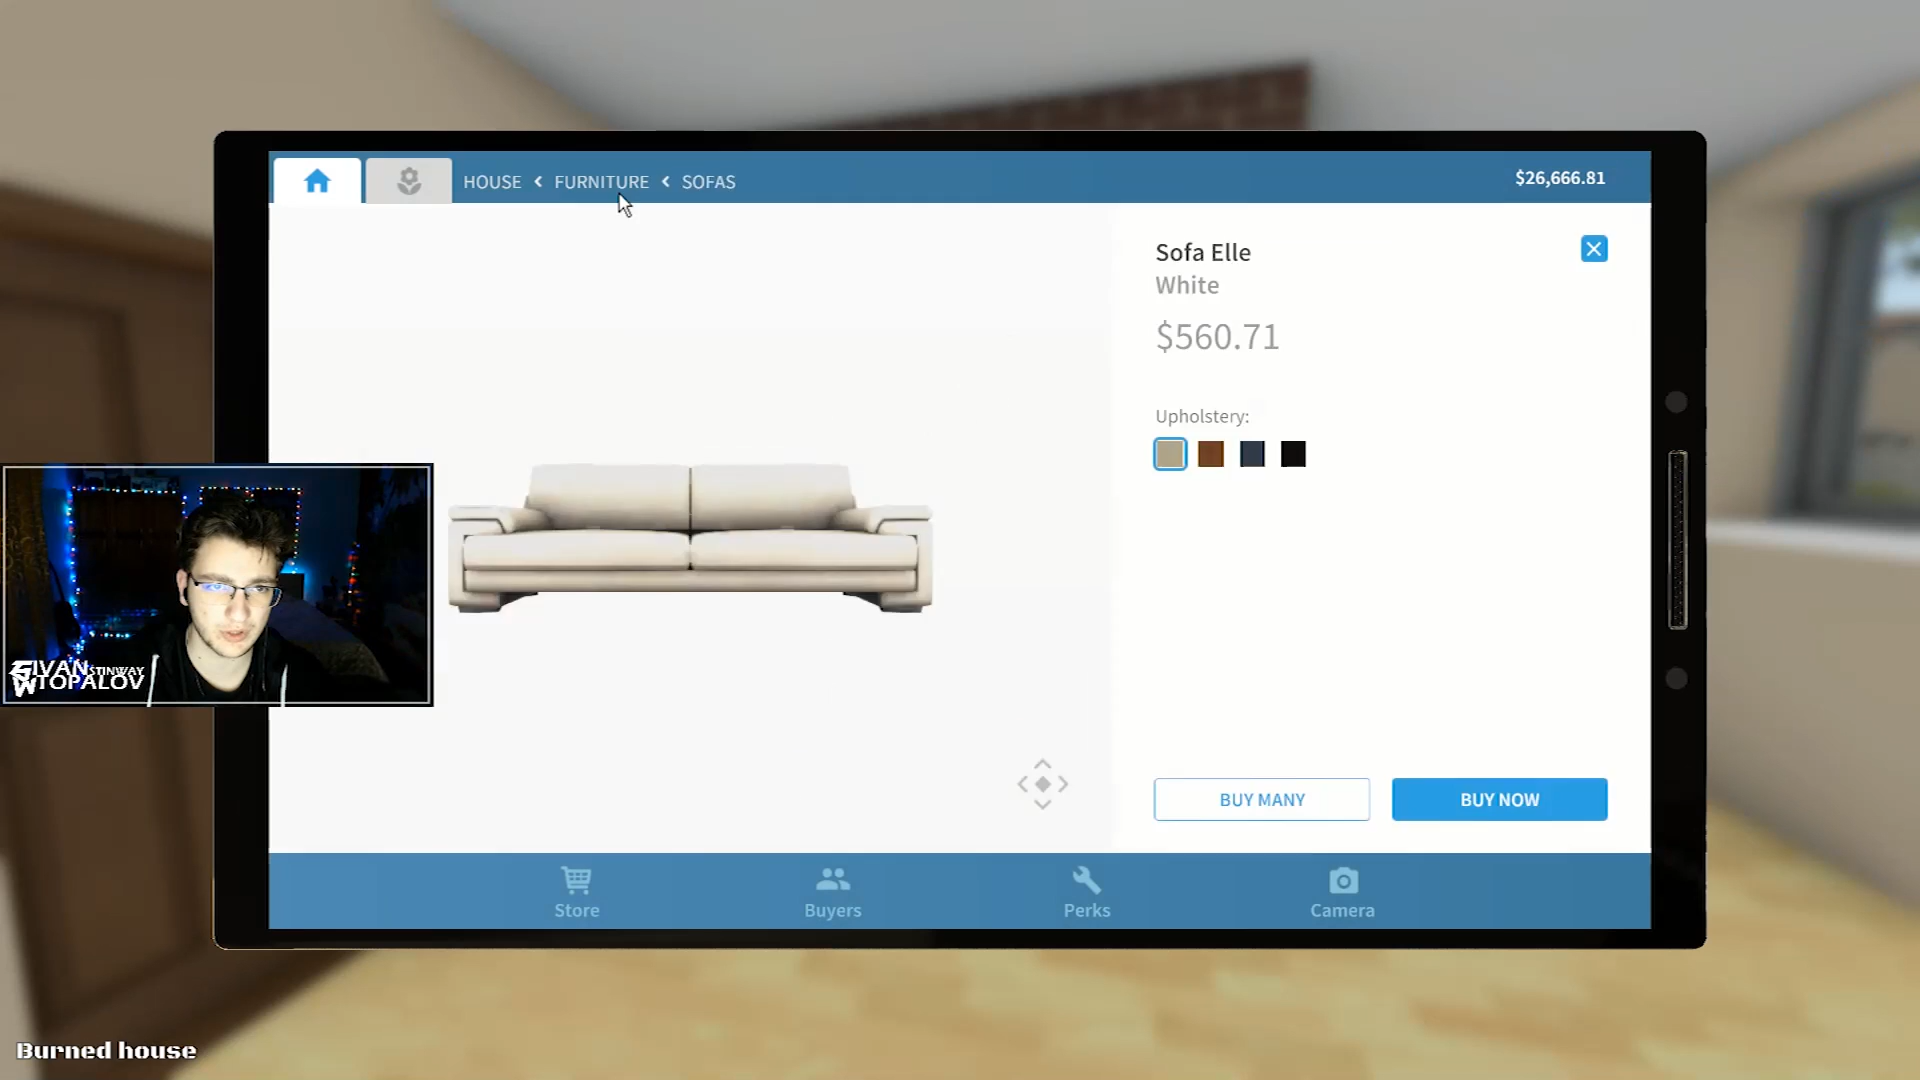 HOUSE < FURNITURE < SOFAS
$26,666.81
Sofa Elle
White
$560.71
Upholstery:
IVAN STINWAY
TOPALOV
BUY MANY
BUY NOW
Store
Buyers
Perks
Camera
Burned house